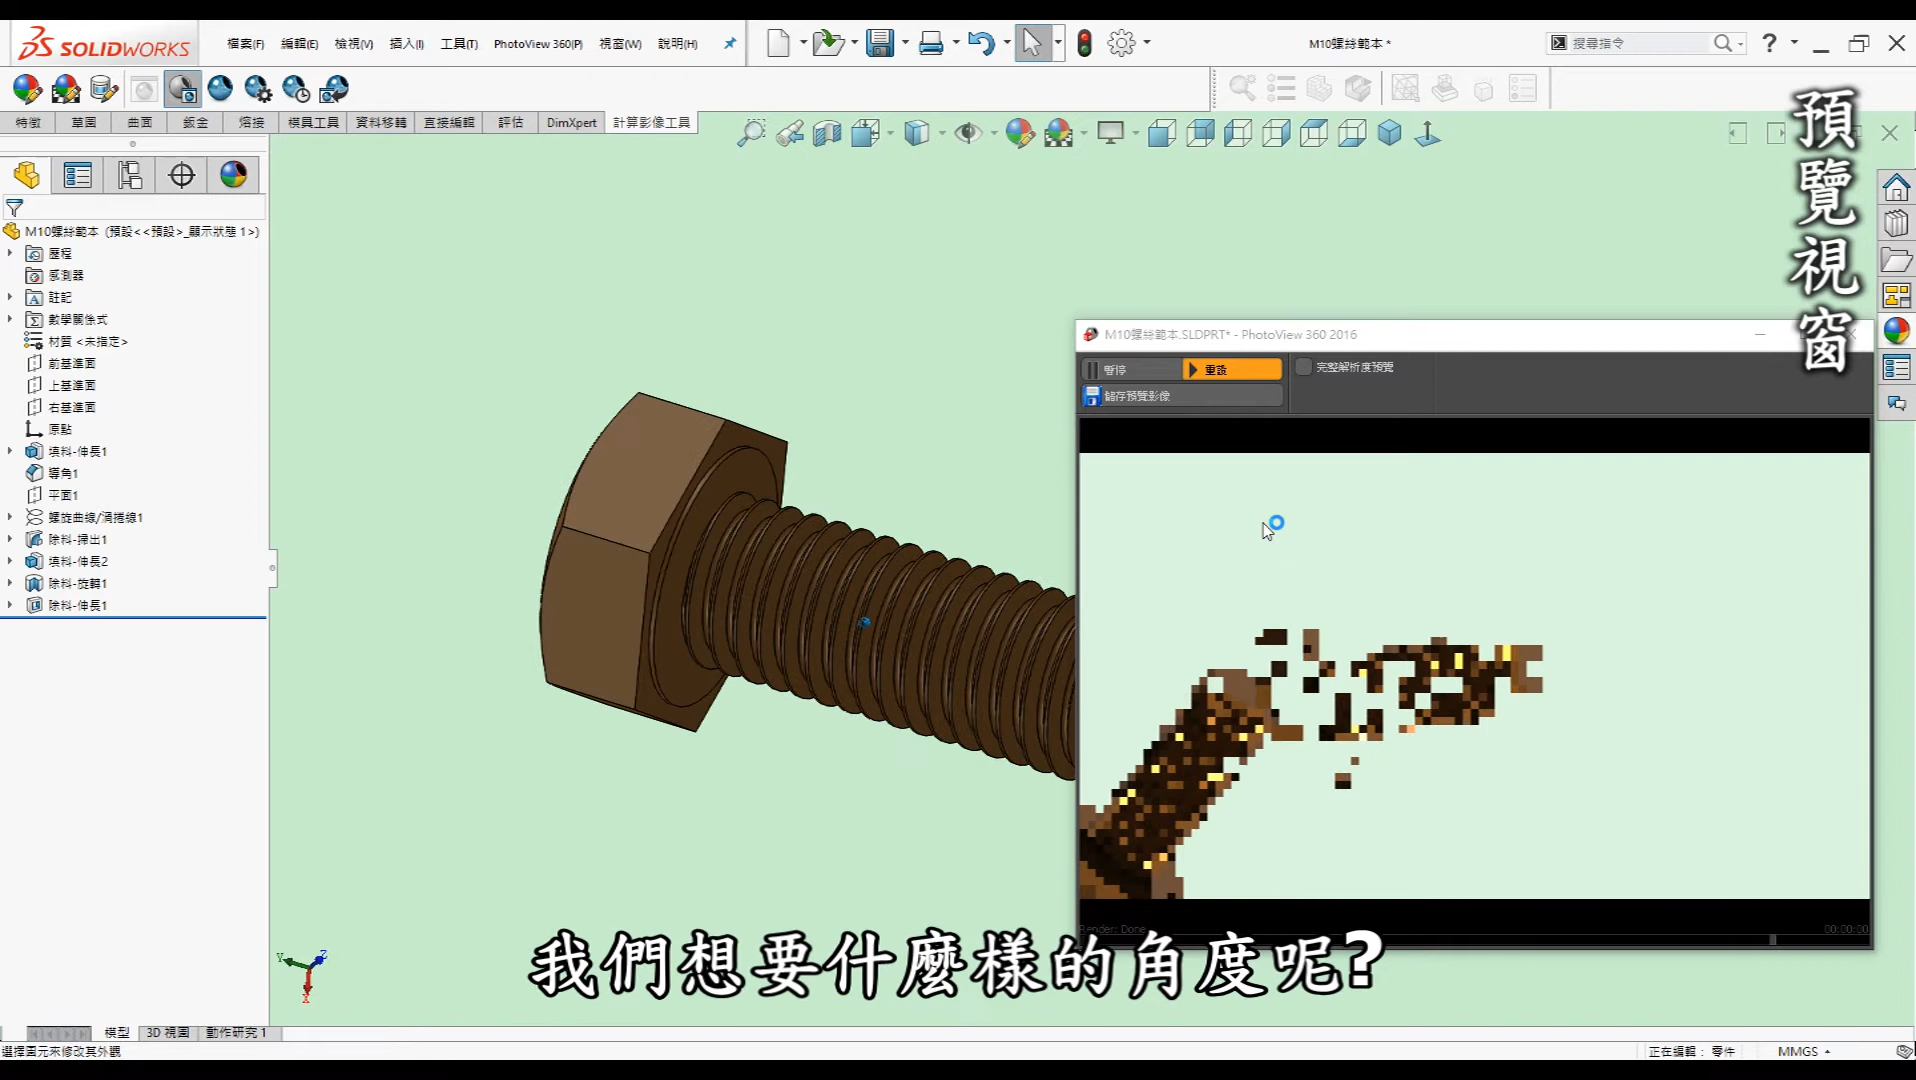 SOLIDWORKS 檔案(F) 編輯(E) 檢視(V) 插入(I) 工具(T) PhotoView 360(P) 視窗(W) 說明(H) M10螺絲範本 * 搜尋指令 ?
特徵 草圖 曲面 鈑金 熔接 模具工具 資料移轉 直接編輯 評估 DimXpert 計算影像工具
預覽視窗
M10螺絲範本 (預設<<預設>_顯示狀態 1>)
歷程
感測器
註記
數學關係式
材質 <未指定>
前基準面
上基準面
右基準面
原點
填料-伸長1
導角1
平面1
螺旋曲線/渦捲線1
除料-掃出1
填料-伸長2
除料-旋轉1
除料-伸長1
M10螺絲範本.SLDPRT* - PhotoView 360 2016
暫停 重設 完整解析度預覽
儲存預覽影像
Render: Done 00:00:00
我們想要什麼樣的角度呢?
Y Z X
模型 3D 視圖 動作研究 1
選擇圖元來修改其外觀 正在編輯: 零件 MMGS